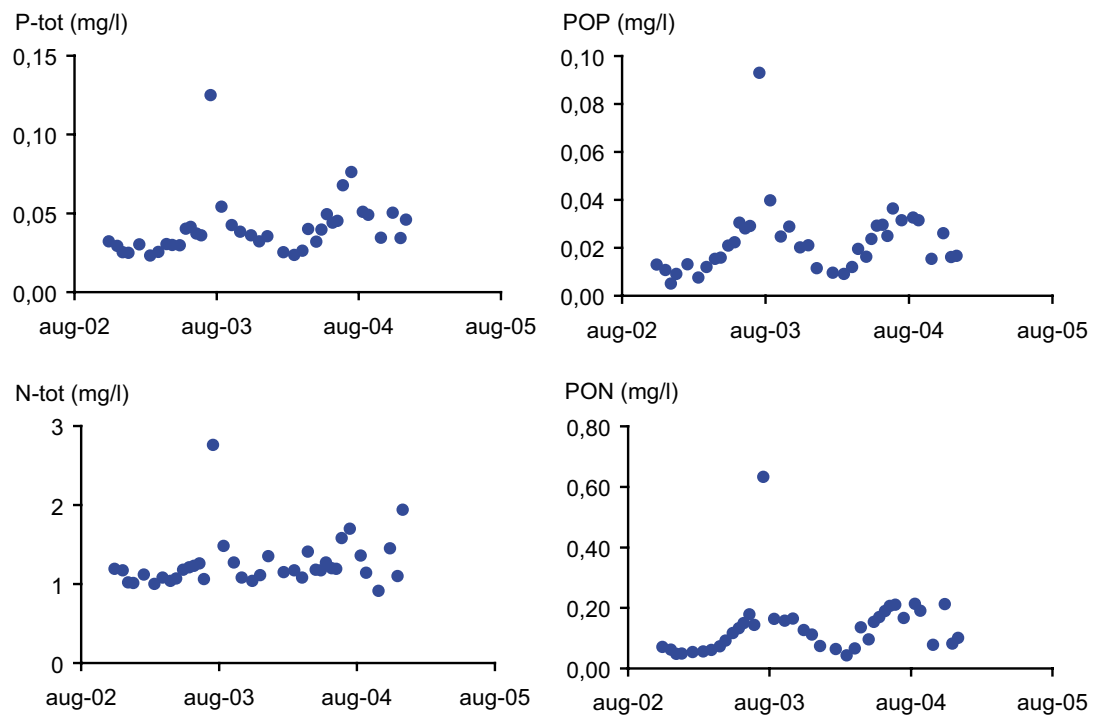 P-tot (mg/l)
0,15
0,10
0,05
0,00
aug-02 aug-03 aug-04 aug-05
POP (mg/l)
0,10
0,08
0,06
0,04
0,02
0,00
aug-02 aug-03 aug-04 aug-05
N-tot (mg/l)
3
2
1
0
aug-02 aug-03 aug-04 aug-05
PON (mg/l)
0,80
0,60
0,40
0,20
0,00
aug-02 aug-03 aug-04 aug-05